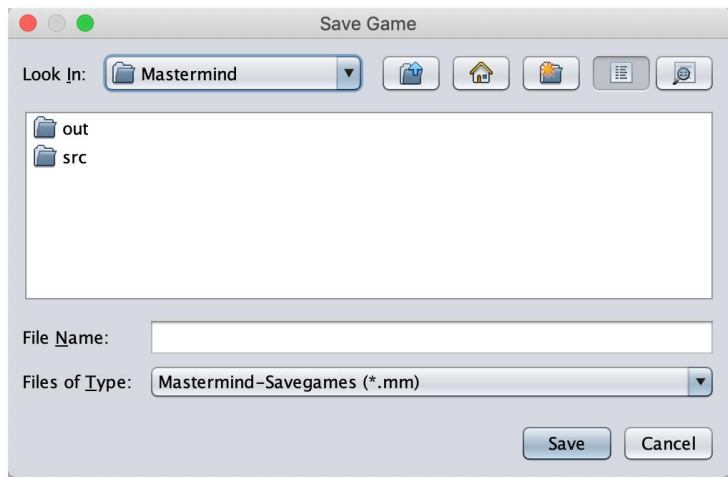 Save Game
Look In: Mastermind
out
src
File Name:
Files of Type: Mastermind-Savegames (*.mm)
Save Cancel